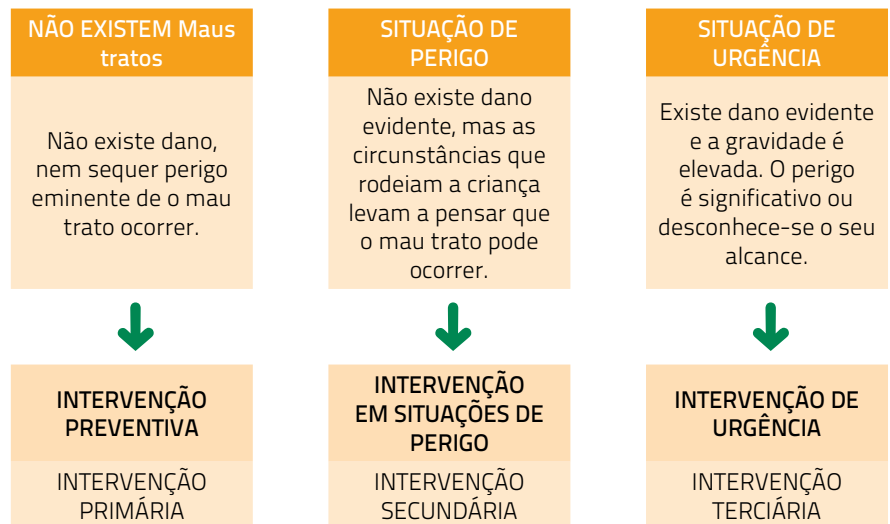 NÃO EXISTEM Maus
tratos
Não existe dano,
nem sequer perigo
eminente de o mau
trato ocorrer.
INTERVENÇÃO
PREVENTIVA
INTERVENÇÃO
PRIMÁRIA
SITUAÇÃO DE
PERIGO
Não existe dano
evidente, mas as
circunstâncias que
rodeiam a criança
levam a pensar que
o mau trato pode
ocorrer.
INTERVENÇÃO
EM SITUAÇÕES DE
PERIGO
INTERVENÇÃO
SECUNDÁRIA
SITUAÇÃO DE
URGÊNCIA
Existe dano evidente
e a gravidade é
elevada. O perigo
é significativo ou
desconhece-se o seu
alcance.
INTERVENÇÃO DE
URGÊNCIA
INTERVENÇÃO
TERCIÁRIA